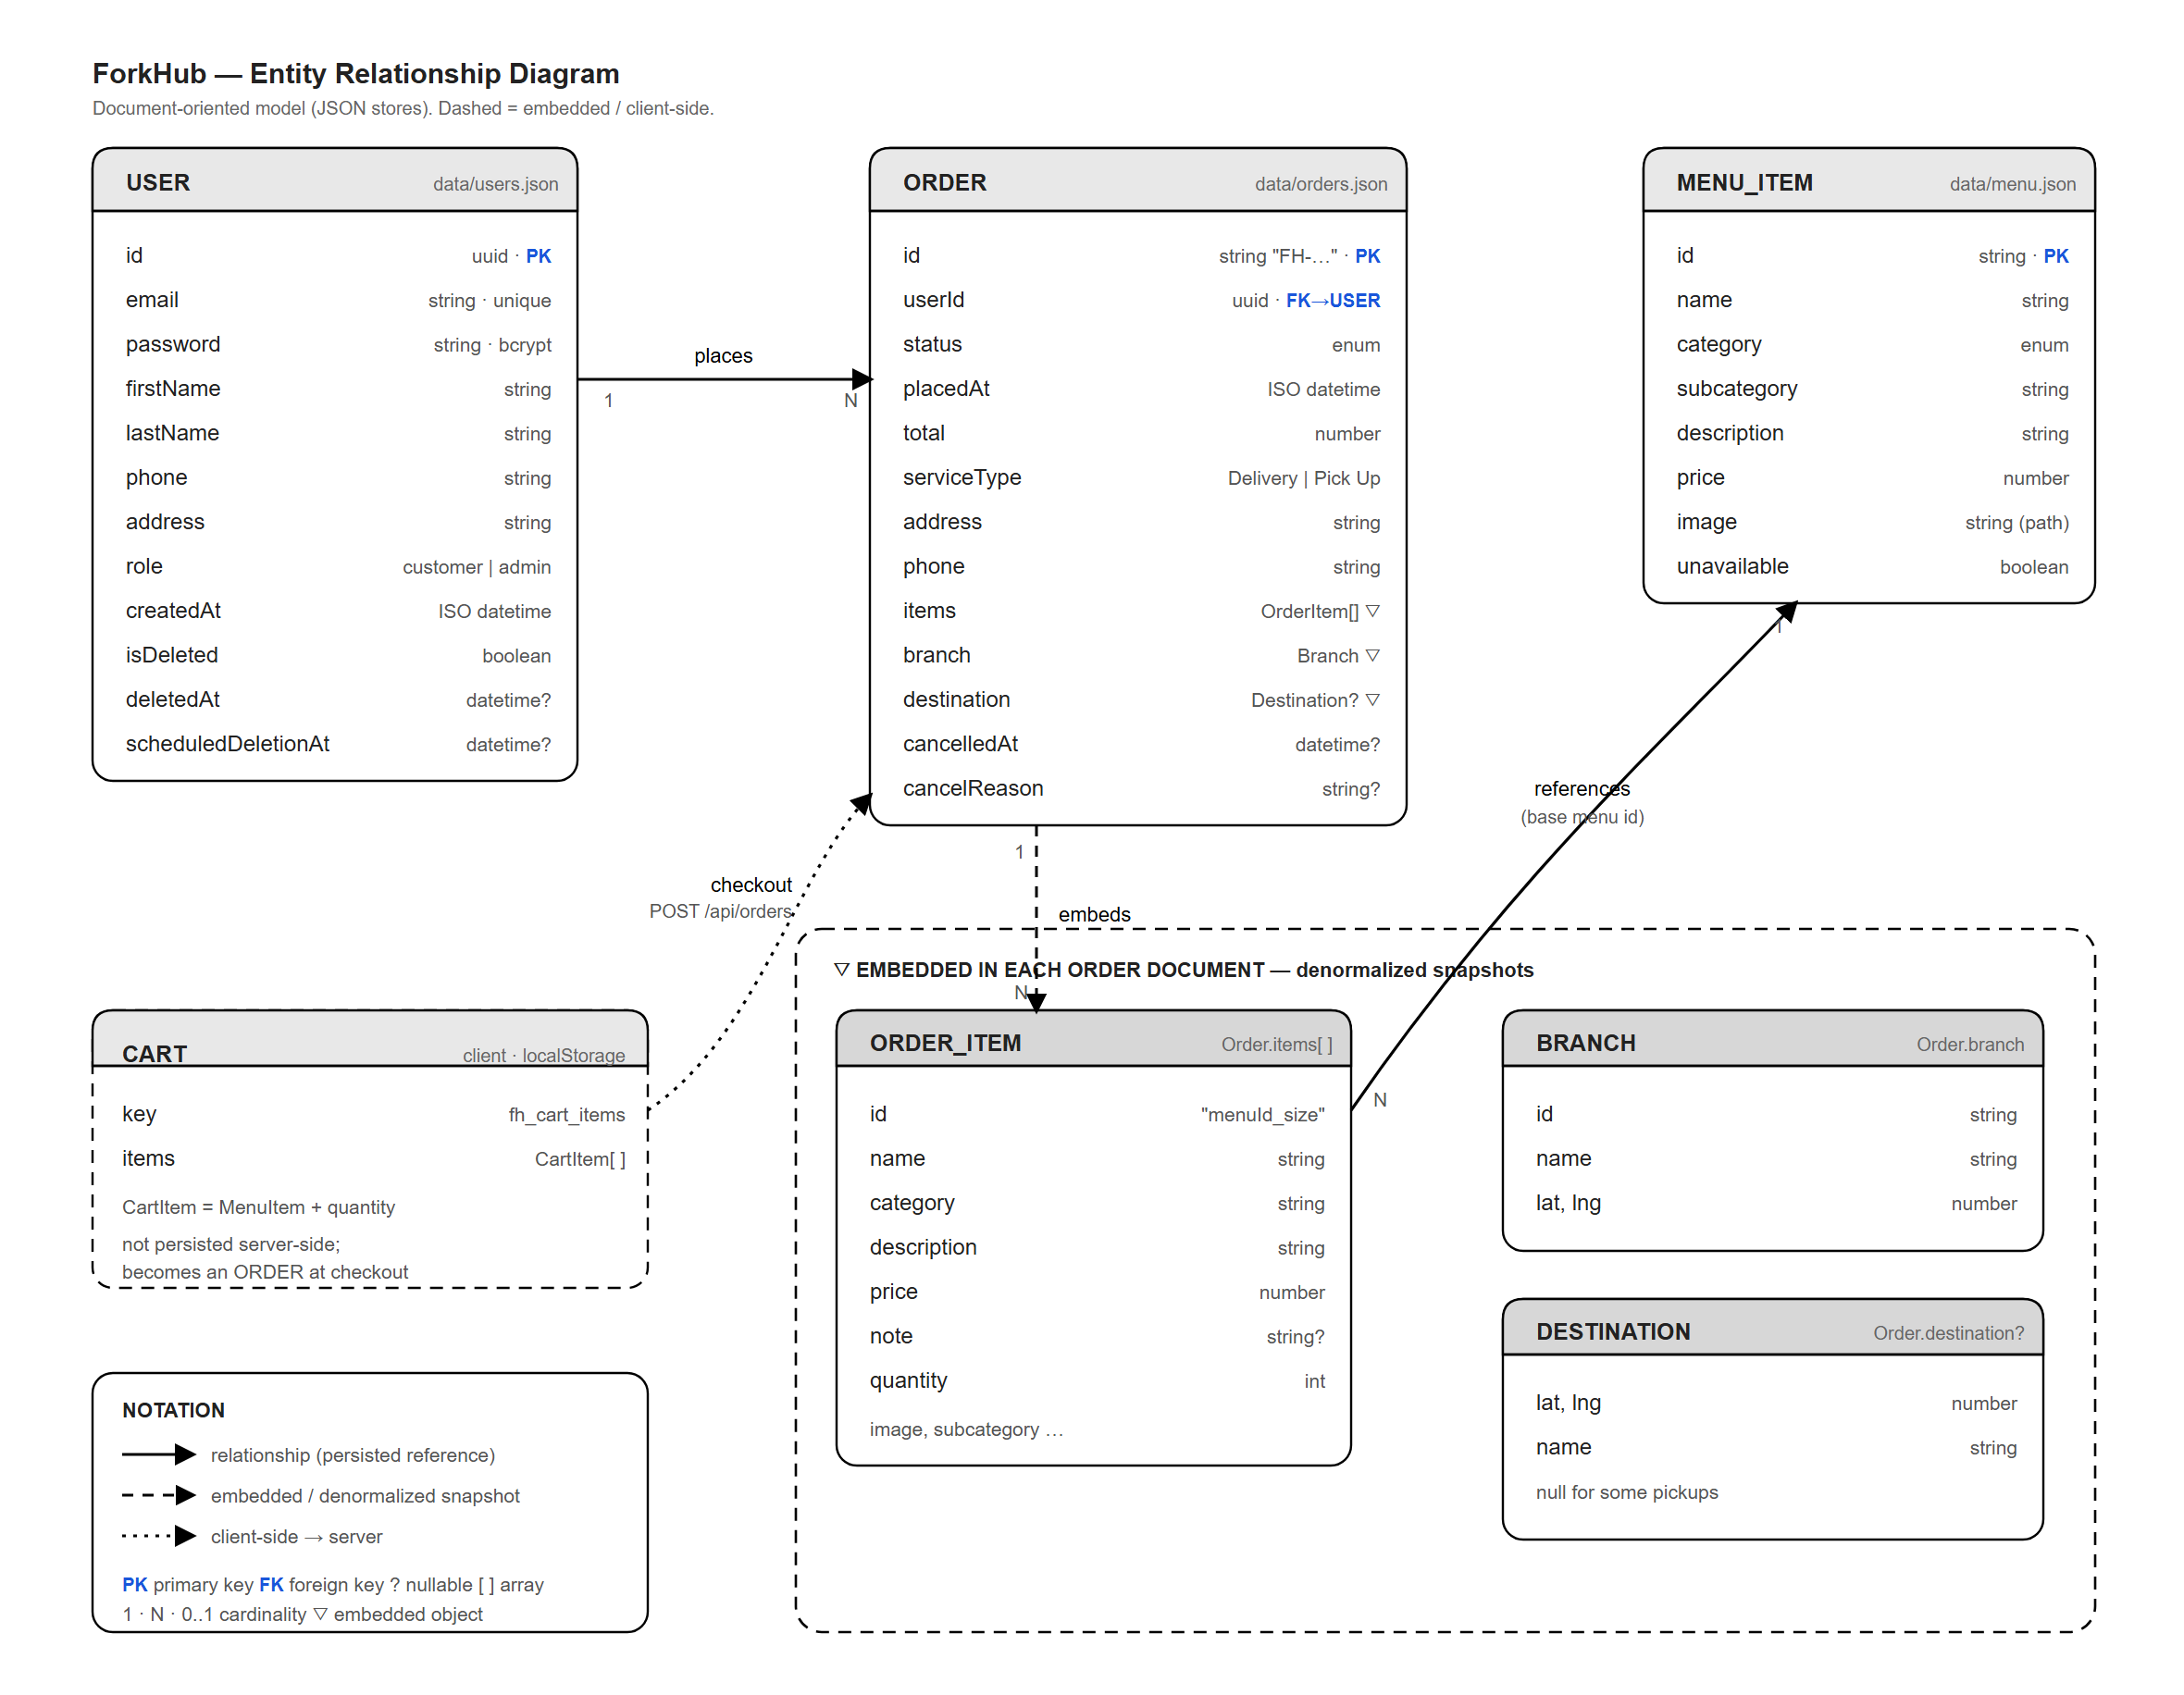 ForkHub — Entity Relationship Diagram
Document-oriented model (JSON stores). Dashed = embedded / client-side.
USER data/users.json
id uuid · PK
email string · unique
password string · bcrypt
firstName string
lastName string
phone string
address string
role customer | admin
createdAt ISO datetime
isDeleted boolean
deletedAt datetime?
scheduledDeletionAt datetime?
places
1 N
ORDER data/orders.json
id string "FH-…" · PK
userId uuid · FK→USER
status enum
placedAt ISO datetime
total number
serviceType Delivery | Pick Up
address string
phone string
items OrderItem[] ▽
branch Branch ▽
destination Destination? ▽
cancelledAt datetime?
cancelReason string?
MENU_ITEM data/menu.json
id string · PK
name string
category enum
subcategory string
description string
price number
image string (path)
unavailable boolean
1
references
(base menu id)
checkout
POST /api/orders
1
embeds
▽ EMBEDDED IN EACH ORDER DOCUMENT — denormalized snapshots
N
CART client · localStorage
key fh_cart_items
items CartItem[ ]
CartItem = MenuItem + quantity
not persisted server-side;
becomes an ORDER at checkout
ORDER_ITEM Order.items[ ]
id "menuId_size"
name string
category string
description string
price number
note string?
quantity int
image, subcategory …
N
BRANCH Order.branch
id string
name string
lat, lng number
DESTINATION Order.destination?
lat, lng number
name string
null for some pickups
NOTATION
relationship (persisted reference)
embedded / denormalized snapshot
client-side → server
PK primary key FK foreign key ? nullable [ ] array
1 · N · 0..1 cardinality ▽ embedded object